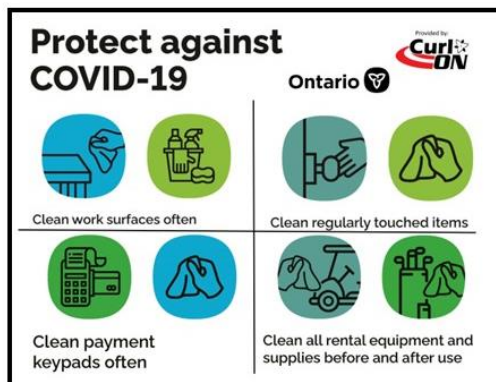 Protect against
COVID-19
Provided by:
Curl
ON
Ontario
Clean work surfaces often
Clean regularly touched items
Clean payment
keypads often
Clean all rental equipment and
supplies before and after use